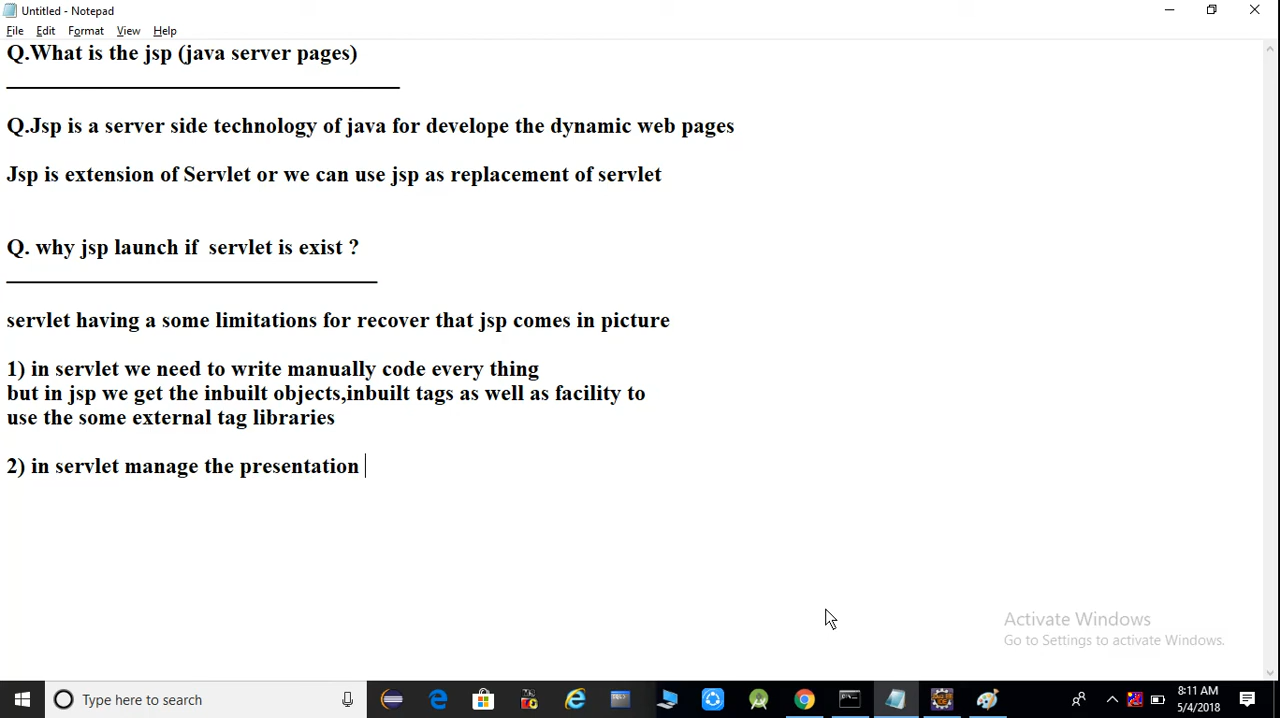 Untitled - Notepad
File Edit Format View Help
Q.What is the jsp (java server pages)
Q.Jsp is a server side technology of java for develope the dynamic web pages
Jsp is extension of Servlet or we can use jsp as replacement of servlet
Q. why jsp launch if  servlet is exist ?
servlet having a some limitations for recover that jsp comes in picture
1) in servlet we need to write manually code every thing
but in jsp we get the inbuilt objects,inbuilt tags as well as facility to
use the some external tag libraries
2) in servlet manage the presentation
Activate Windows
Go to Settings to activate Windows.
Type here to search
8:11 AM
5/4/2018